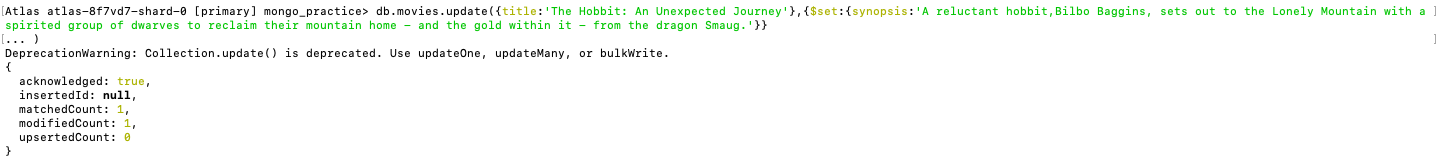 [Atlas atlas-8f7vd7-shard-0 [primary] mongo_practice> db.movies.update({title:'The Hobbit: An Unexpected Journey'},{$set:{synopsis:'A reluctant hobbit,Bilbo Baggins, sets out to the Lonely Mountain with a ]
spirited group of dwarves to reclaim their mountain home – and the gold within it – from the dragon Smaug.'}}
[... ) ]
DeprecationWarning: Collection.update() is deprecated. Use updateOne, updateMany, or bulkWrite.
{
  acknowledged: true,
  insertedId: null,
  matchedCount: 1,
  modifiedCount: 1,
  upsertedCount: 0
}